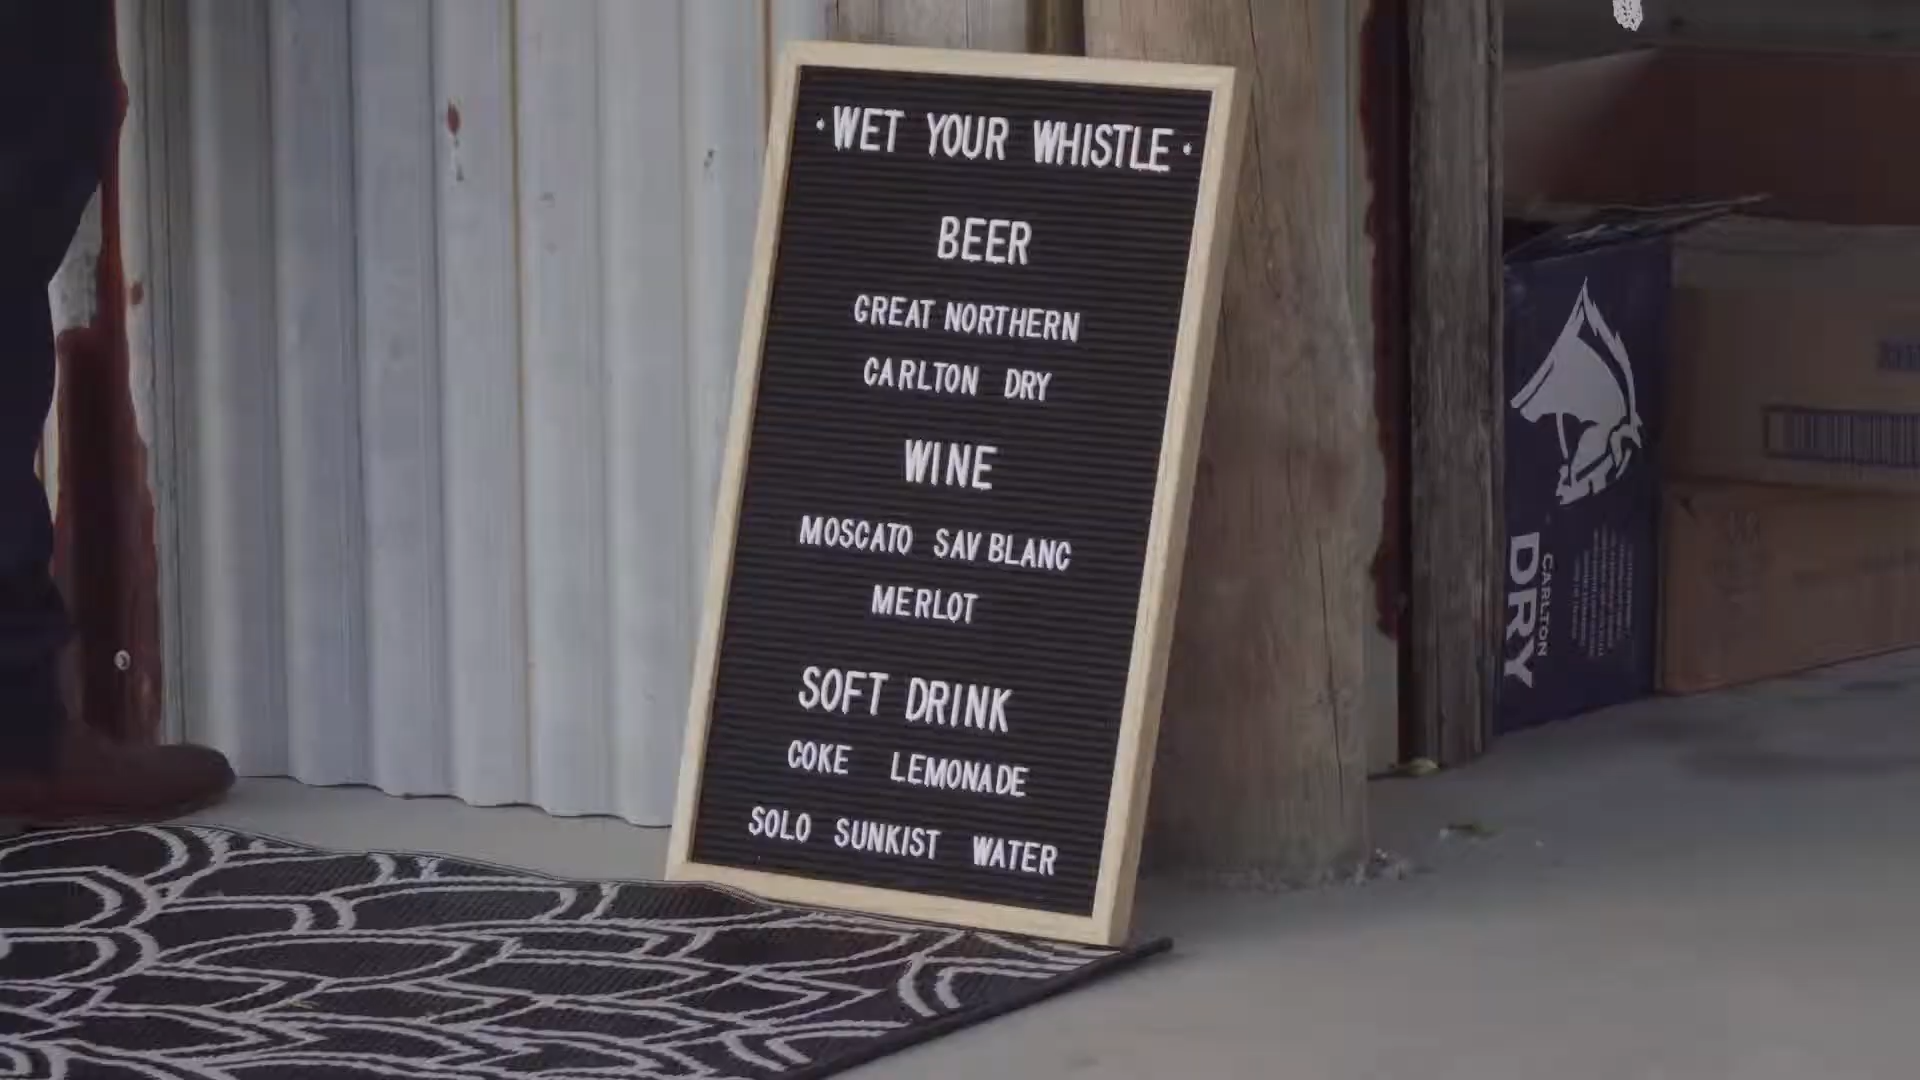 ·WET YOUR WHISTLE·
BEER
GREAT NORTHERN
CARLTON DRY
WINE
MOSCATO SAV BLANC
MERLOT
SOFT DRINK
COKE LEMONADE
SOLO SUNKIST WATER
CARLTON
DRY